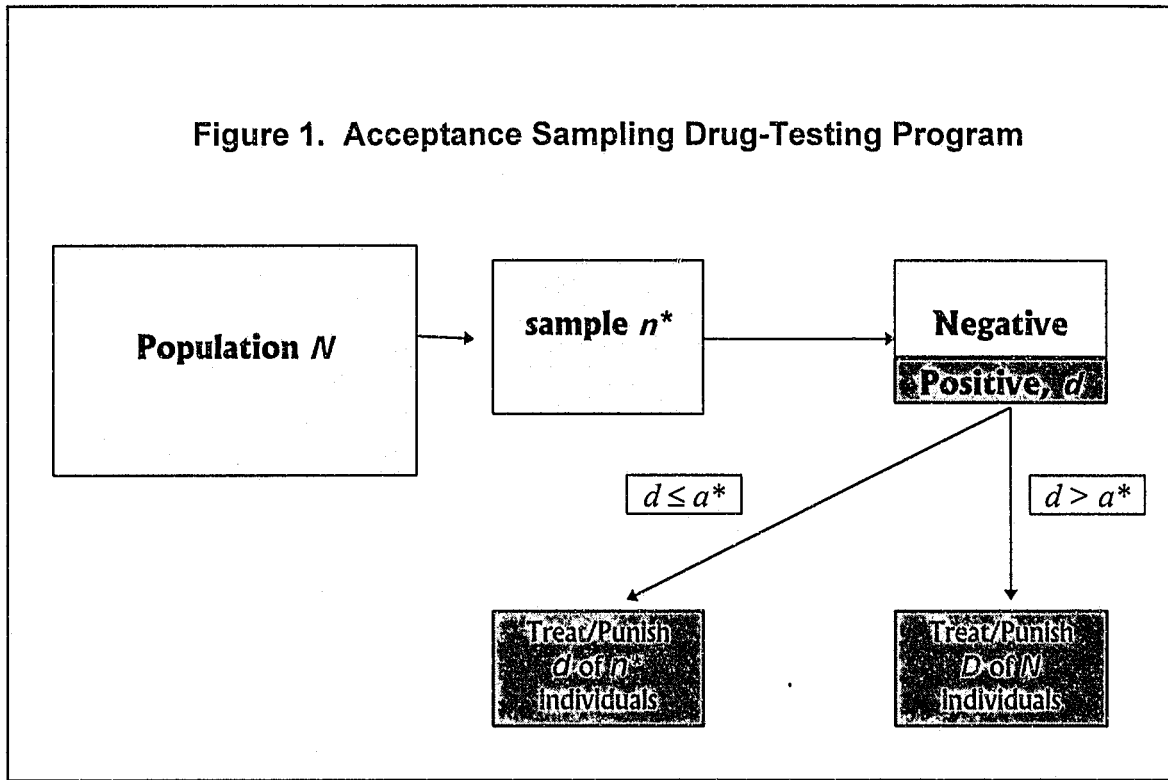 Figure 1. Acceptance Sampling Drug-Testing Program
Population N
sample n*
Negative
Positive, d
d ≤ a*
d > a*
Treat/Punish
d of n*
Individuals
Treat/Punish
D of N
Individuals